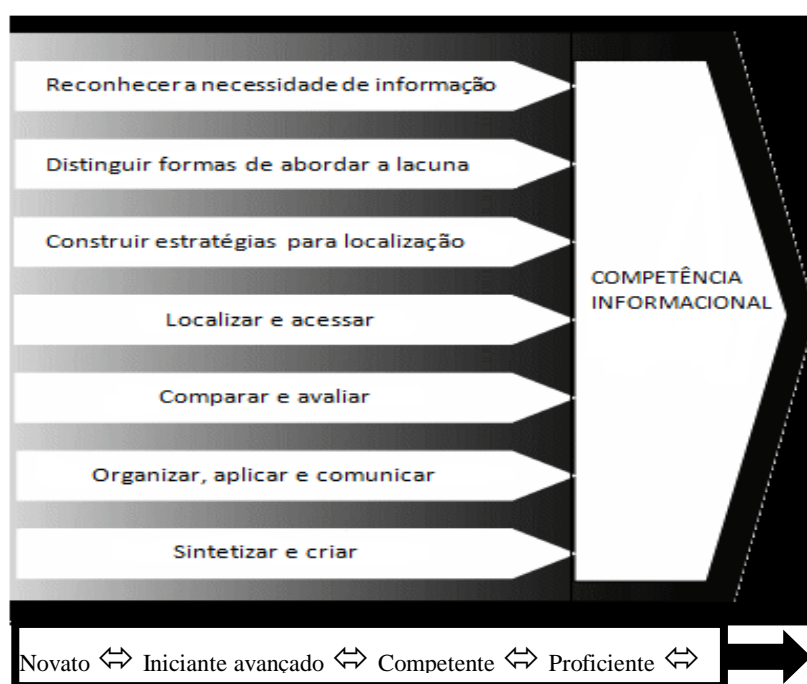 Reconhecer a necessidade de informação
Distinguir formas de abordar a lacuna
Construir estratégias para localização
Localizar e acessar
Comparar e avaliar
Organizar, aplicar e comunicar
Sintetizar e criar
COMPETÊNCIA
INFORMACIONAL
Novato ⇔ Iniciante avançado ⇔ Competente ⇔ Proficiente ⇔